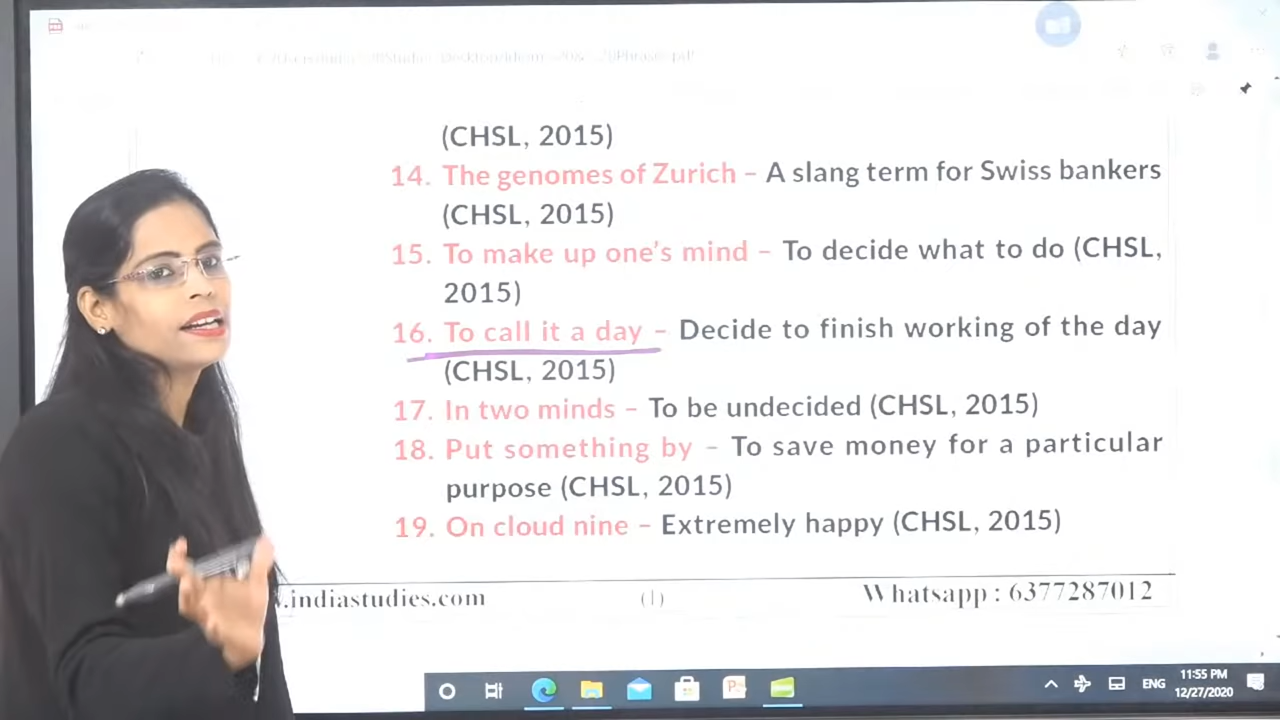 (CHSL, 2015)
14. The genomes of Zurich – A slang term for Swiss bankers
(CHSL, 2015)
15. To make up one's mind – To decide what to do (CHSL,
2015)
16. To call it a day – Decide to finish working of the day
(CHSL, 2015)
17. In two minds – To be undecided (CHSL, 2015)
18. Put something by – To save money for a particular
purpose (CHSL, 2015)
19. On cloud nine – Extremely happy (CHSL, 2015)
.indiastudies.com (1) Whatsapp : 6377287012
ENG 11:55 PM
12/27/2020